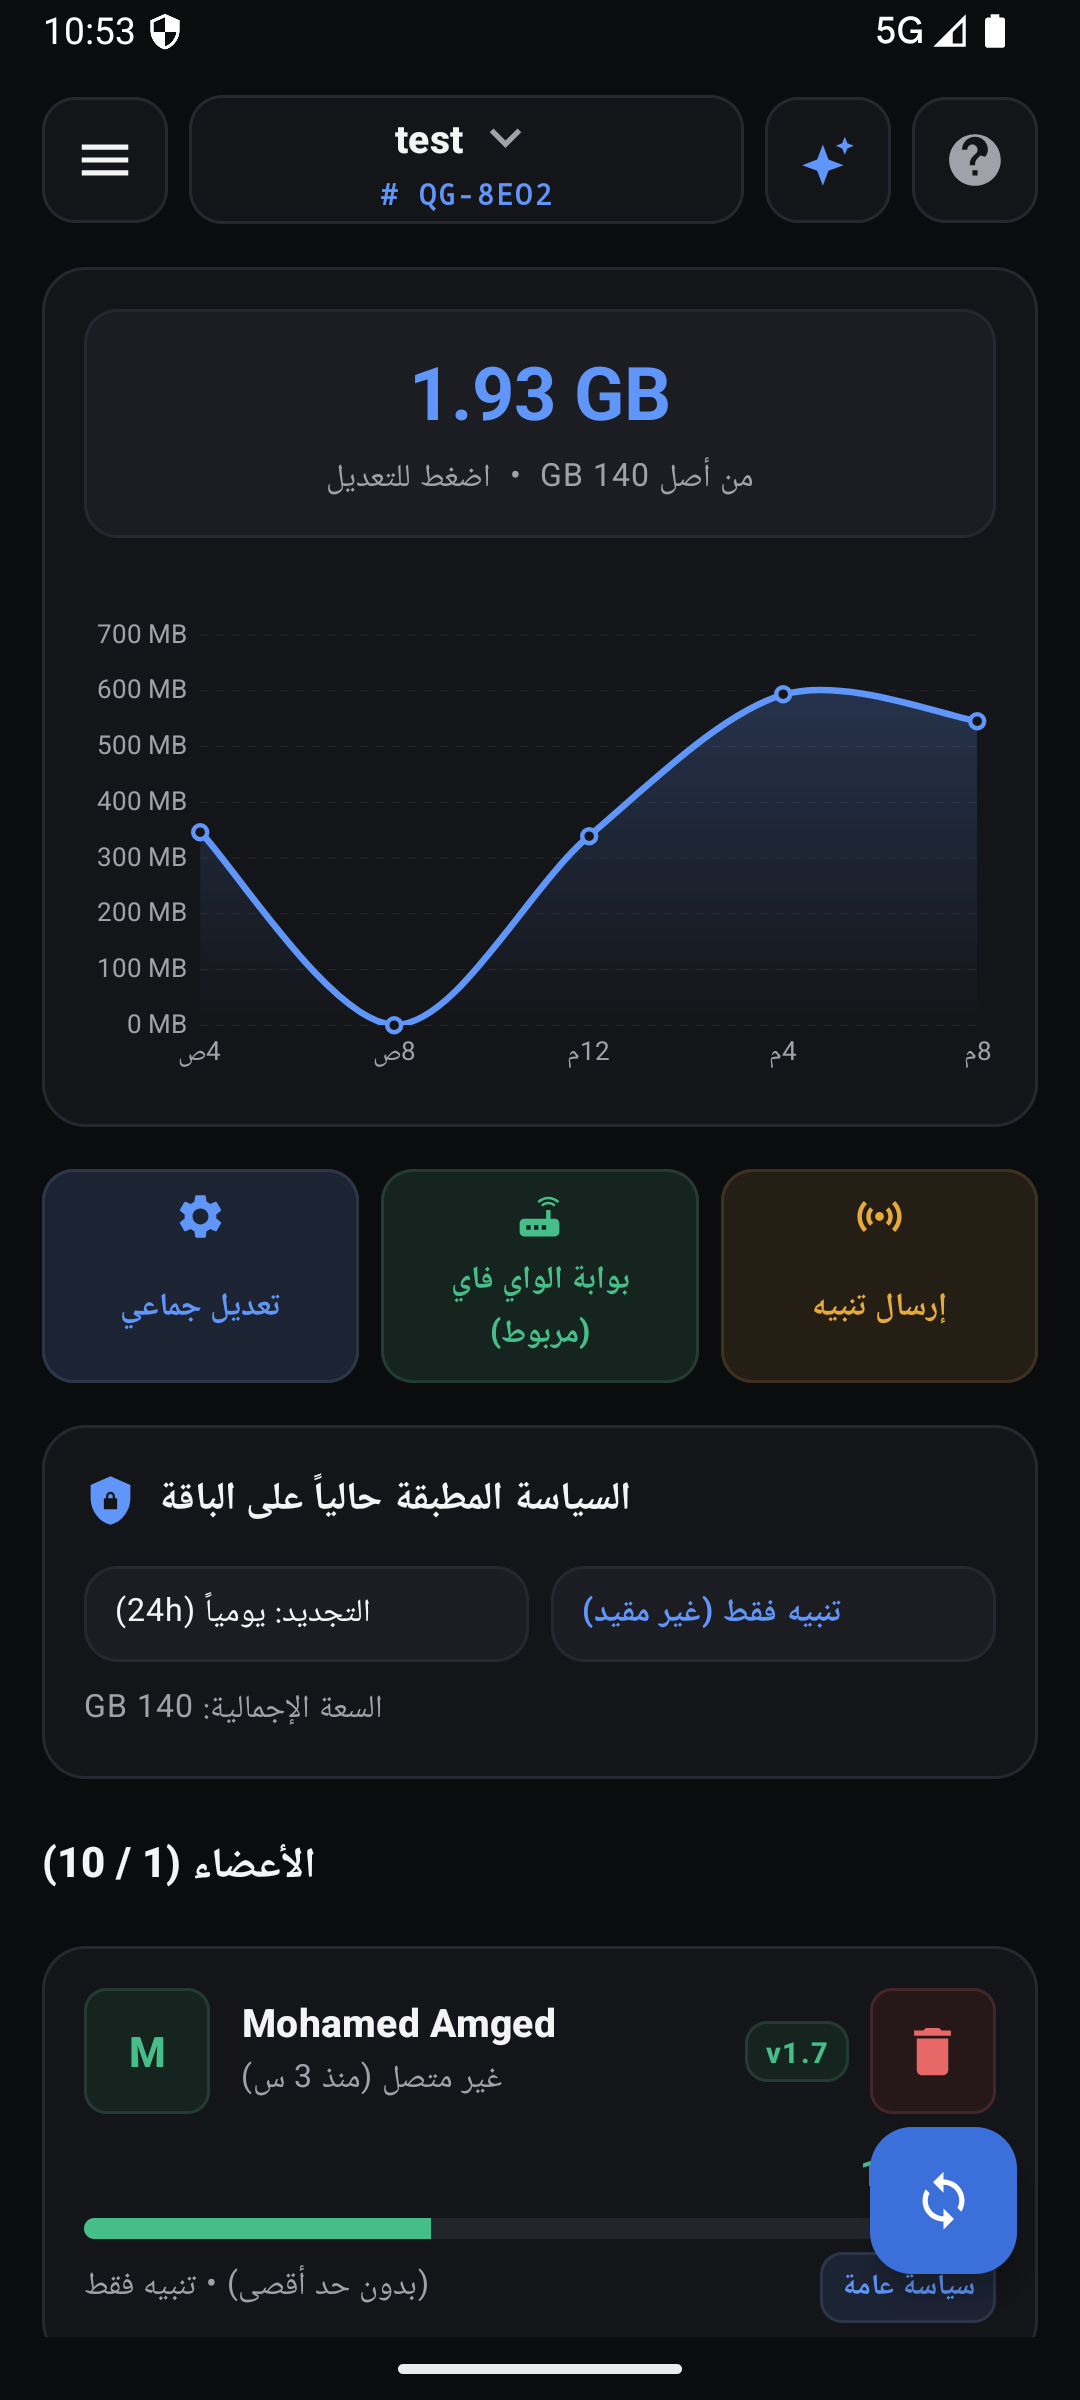 10:53
5G
test
# QG-8EO2
1.93 GB
من أصل 140 GB • اضغط للتعديل
700 MB
600 MB
500 MB
400 MB
300 MB
200 MB
100 MB
0 MB
4ص
8ص
12م
4م
8م
تعديل جماعي
بوابة الواي فاي
(مربوط)
إرسال تنبيه
السياسة المطبقة حالياً على الباقة
التجديد: يومياً (24h)
تنبيه فقط (غير مقيد)
السعة الإجمالية: 140 GB
الأعضاء (1 / 10)
M
Mohamed Amged
غير متصل (منذ 3 س)
v1.7
(بدون حد أقصى) • تنبيه فقط
سياسة عامة